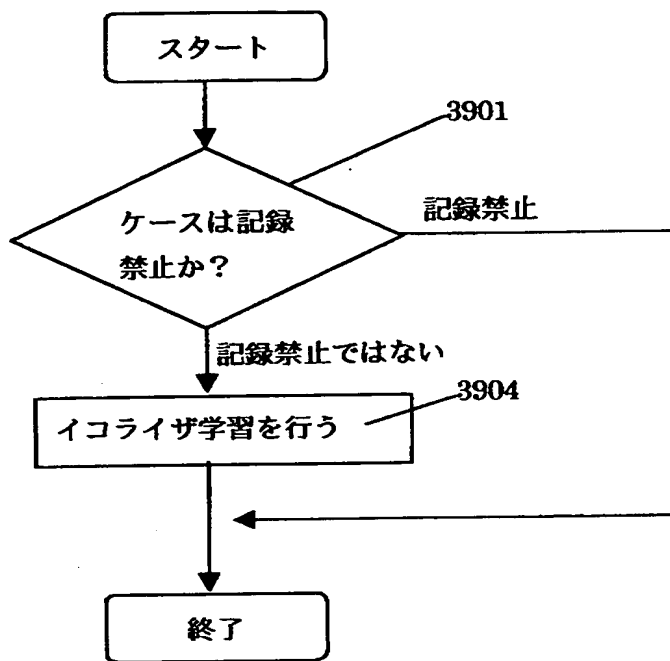 スタート
3901
ケースは記録
禁止か？
記録禁止
記録禁止ではない
3904
イコライザ学習を行う
終了